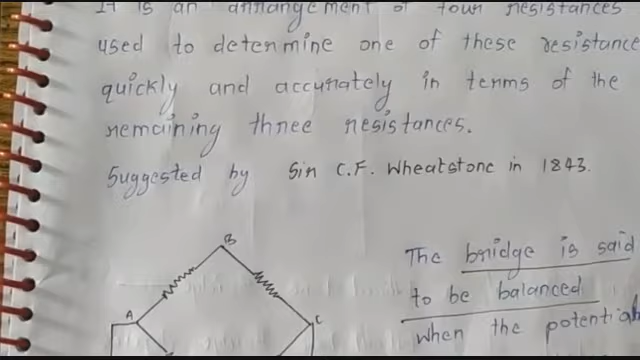 It is an arrangement of four resistances
used to determine one of these resistance
quickly and accurately in terms of the
remaining three resistances.
Suggested by Sir C.F. Wheatstone in 1843.
B
A
C
The bridge is said
to be balanced
when the potential